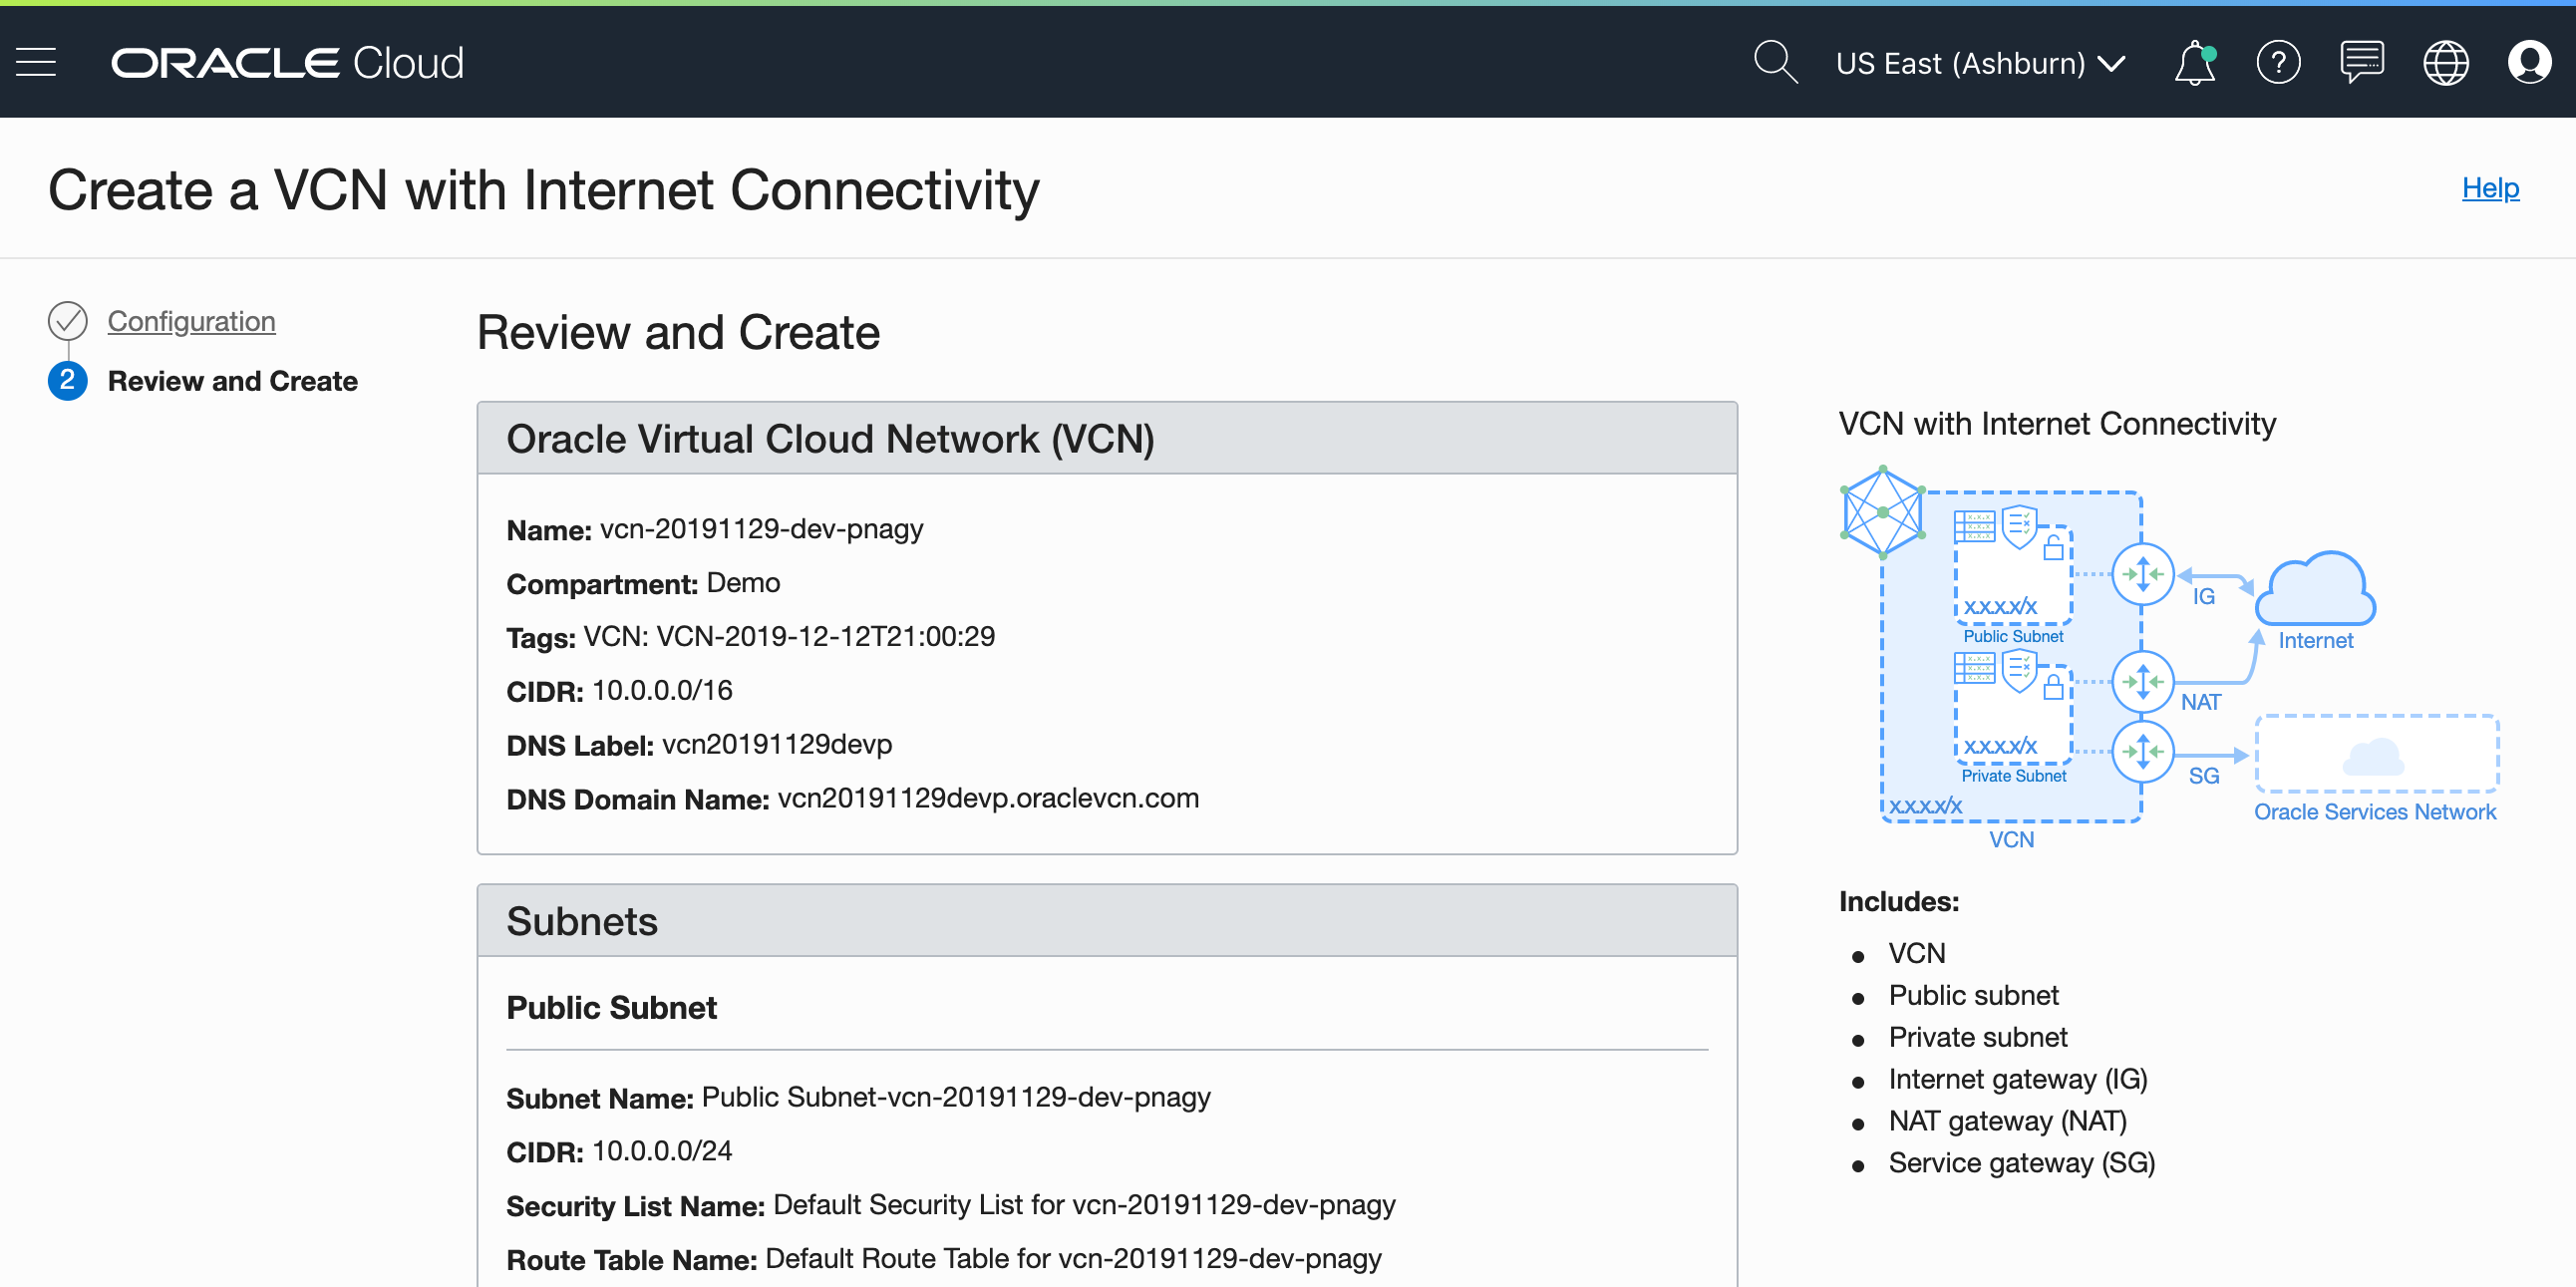 ORACLE Cloud
US East (Ashburn)
Create a VCN with Internet Connectivity
Help
Configuration
2 Review and Create
Review and Create
Oracle Virtual Cloud Network (VCN)
Name: vcn-20191129-dev-pnagy
Compartment: Demo
Tags: VCN: VCN-2019-12-12T21:00:29
CIDR: 10.0.0.0/16
DNS Label: vcn20191129devp
DNS Domain Name: vcn20191129devp.oraclevcn.com
Subnets
Public Subnet
Subnet Name: Public Subnet-vcn-20191129-dev-pnagy
CIDR: 10.0.0.0/24
Security List Name: Default Security List for vcn-20191129-dev-pnagy
Route Table Name: Default Route Table for vcn-20191129-dev-pnagy
VCN with Internet Connectivity
x.x.x
x.x.x
x.x.x
x.x.x.x/x
Public Subnet
IG
Internet
x.x.x
x.x.x
x.x.x
x.x.x.x/x
Private Subnet
NAT
SG
Oracle Services Network
x.x.x.x/x
VCN
Includes:
VCN
Public subnet
Private subnet
Internet gateway (IG)
NAT gateway (NAT)
Service gateway (SG)